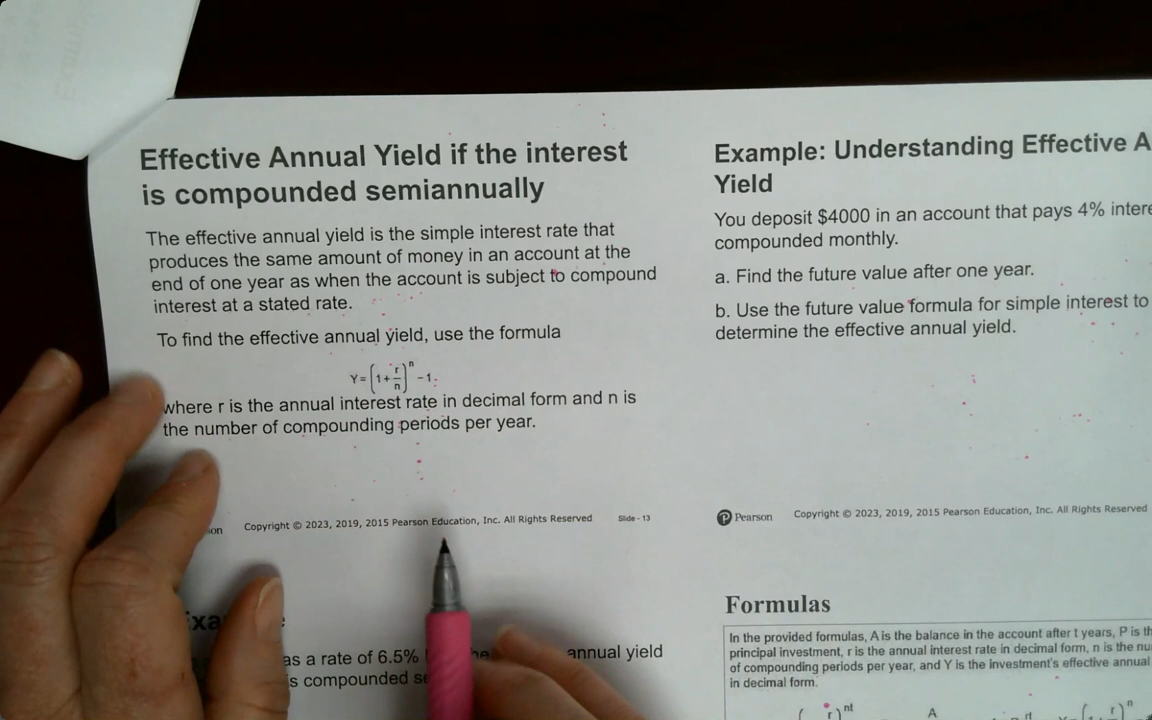 Effective Annual Yield if the interest
is compounded semiannually
The effective annual yield is the simple interest rate that
produces the same amount of money in an account at the
end of one year as when the account is subject to compound
interest at a stated rate.
To find the effective annual yield, use the formula
Y = (1 + r/n)^n - 1.
where r is the annual interest rate in decimal form and n is
the number of compounding periods per year.
Copyright © 2023, 2019, 2015 Pearson Education, Inc. All Rights Reserved
Slide - 13
as a rate of 6.5%
annual yield
is compounded
Example: Understanding Effective
Yield
You deposit $4000 in an account that pays 4%
compounded monthly.
a. Find the future value after one year.
b. Use the future value formula for simple interest to
determine the effective annual yield.
Pearson
Copyright © 2023, 2019, 2015 Pearson Education, Inc. All Rights Reserved
Formulas
In the provided formulas, A is the balance in the account after t years, P is
principal investment, r is the annual interest rate in decimal form, n is the
of compounding periods per year, and Y is the investment's effective annual
in decimal form.